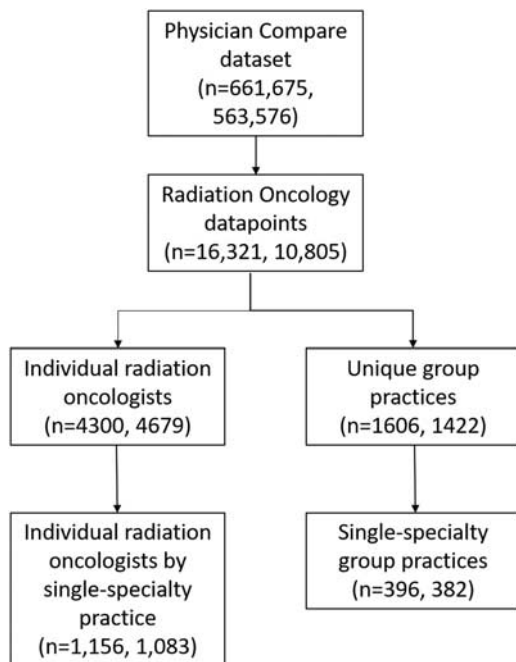 Physician Compare
dataset
(n=661,675,
563,576)
Radiation Oncology
datapoints
(n=16,321, 10,805)
Individual radiation
oncologists
(n=4300, 4679)
Unique group
practices
(n=1606, 1422)
Individual radiation
oncologists by
single-specialty
practice
(n=1,156, 1,083)
Single-specialty
group practices
(n=396, 382)